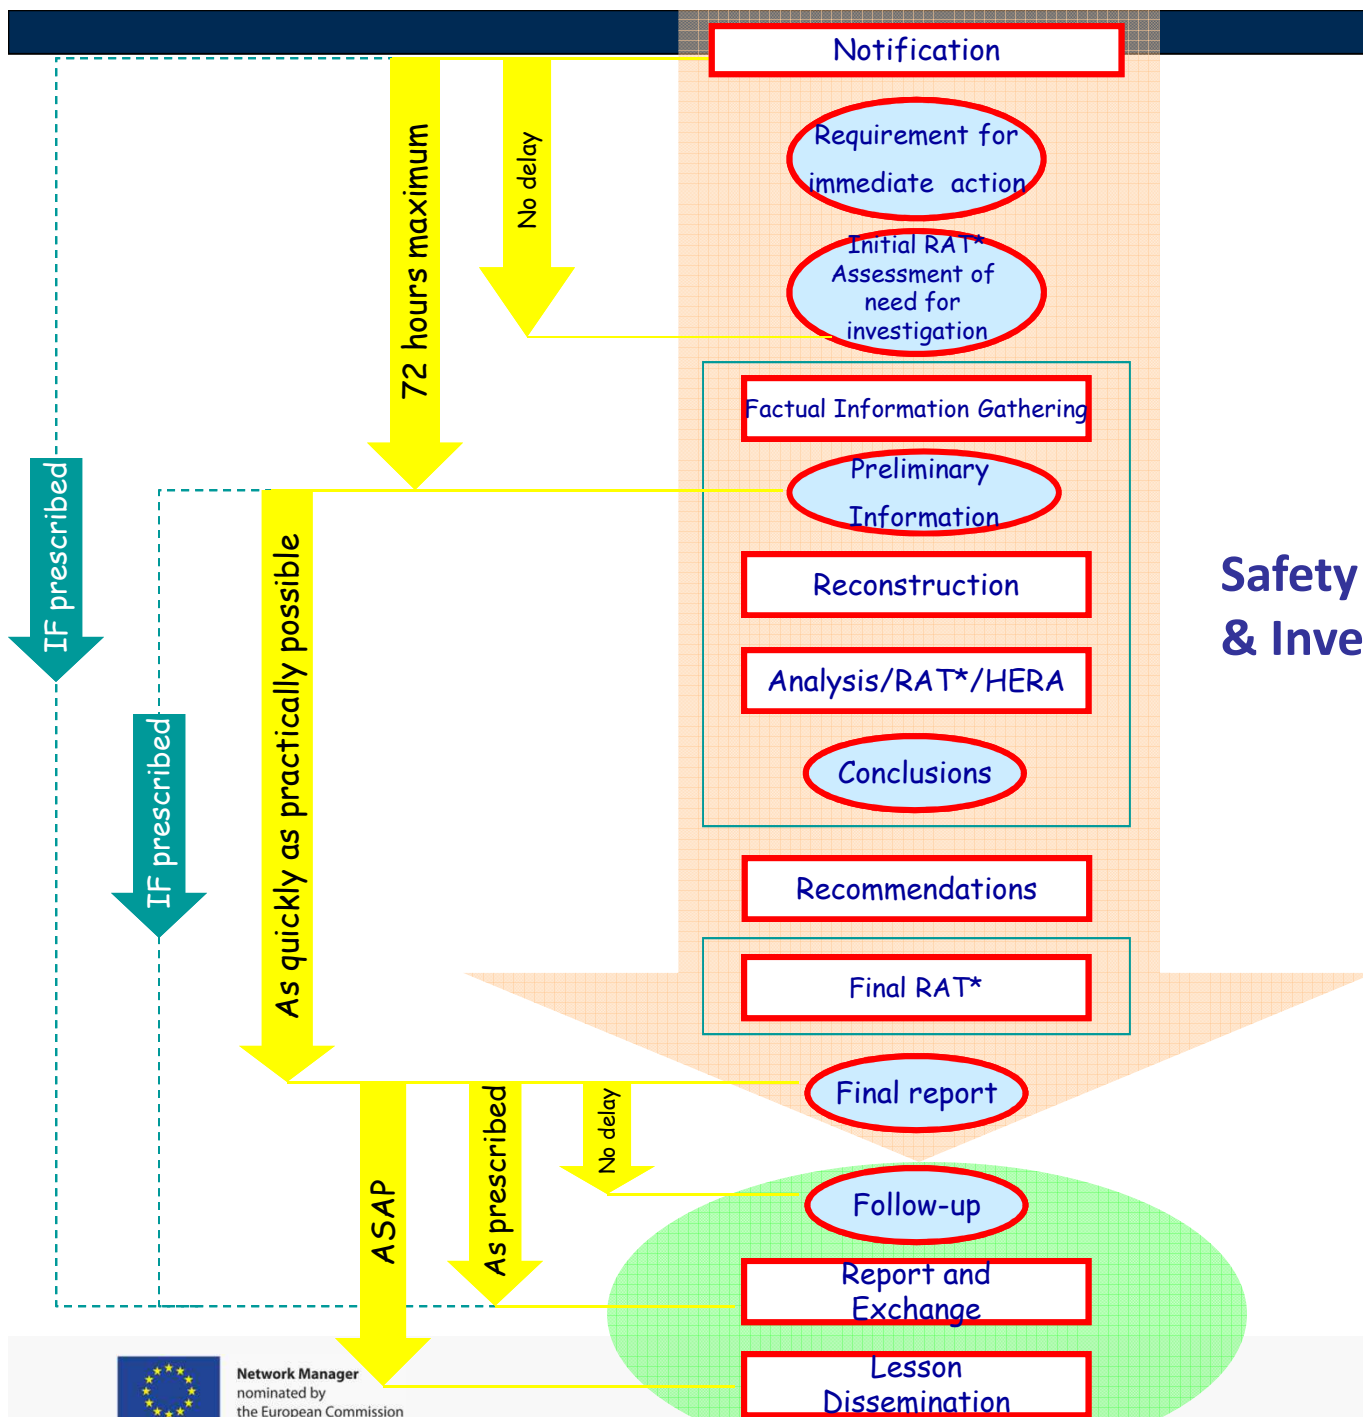 Notification
Requirement for
immediate action
No delay
72 hours maximum
Initial RAT*
Assessment of
need for
investigation
Factual Information Gathering
Preliminary
Information
IF prescribed
As quickly as practically possible
Reconstruction
Safety
& Inve
Analysis/RAT*/HERA
IF prescribed
Conclusions
Recommendations
Final RAT*
Final report
No delay
As prescribed
ASAP
Follow-up
Report and
Exchange
Lesson
Dissemination
Network Manager
nominated by
the European Commission